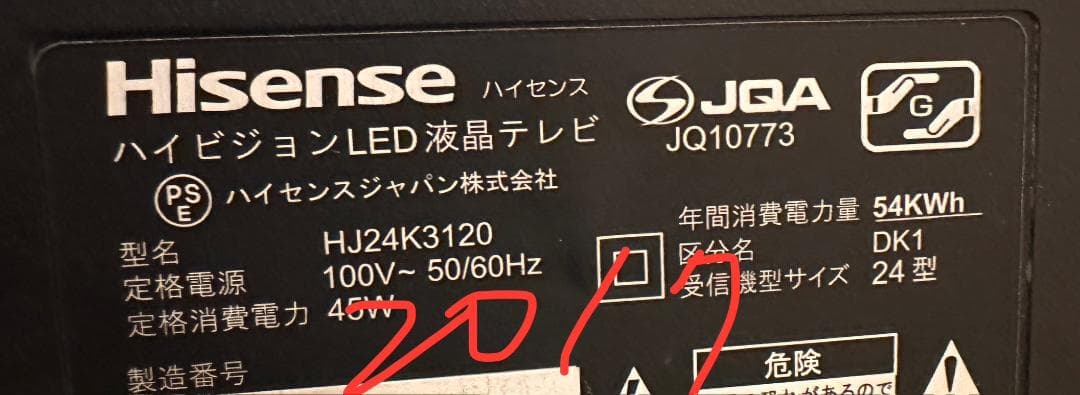 Hisense ハイセンス
JQA
JQ10773
G
ハイビジョンLED液晶テレビ
PS
E
ハイセンスジャパン株式会社
型名 HJ24K3120
定格電源 100V~ 50/60Hz
定格消費電力 45W
製造番号
年間消費電力量 54KWh
区分名 DK1
受信機型サイズ 24型
2017
危険